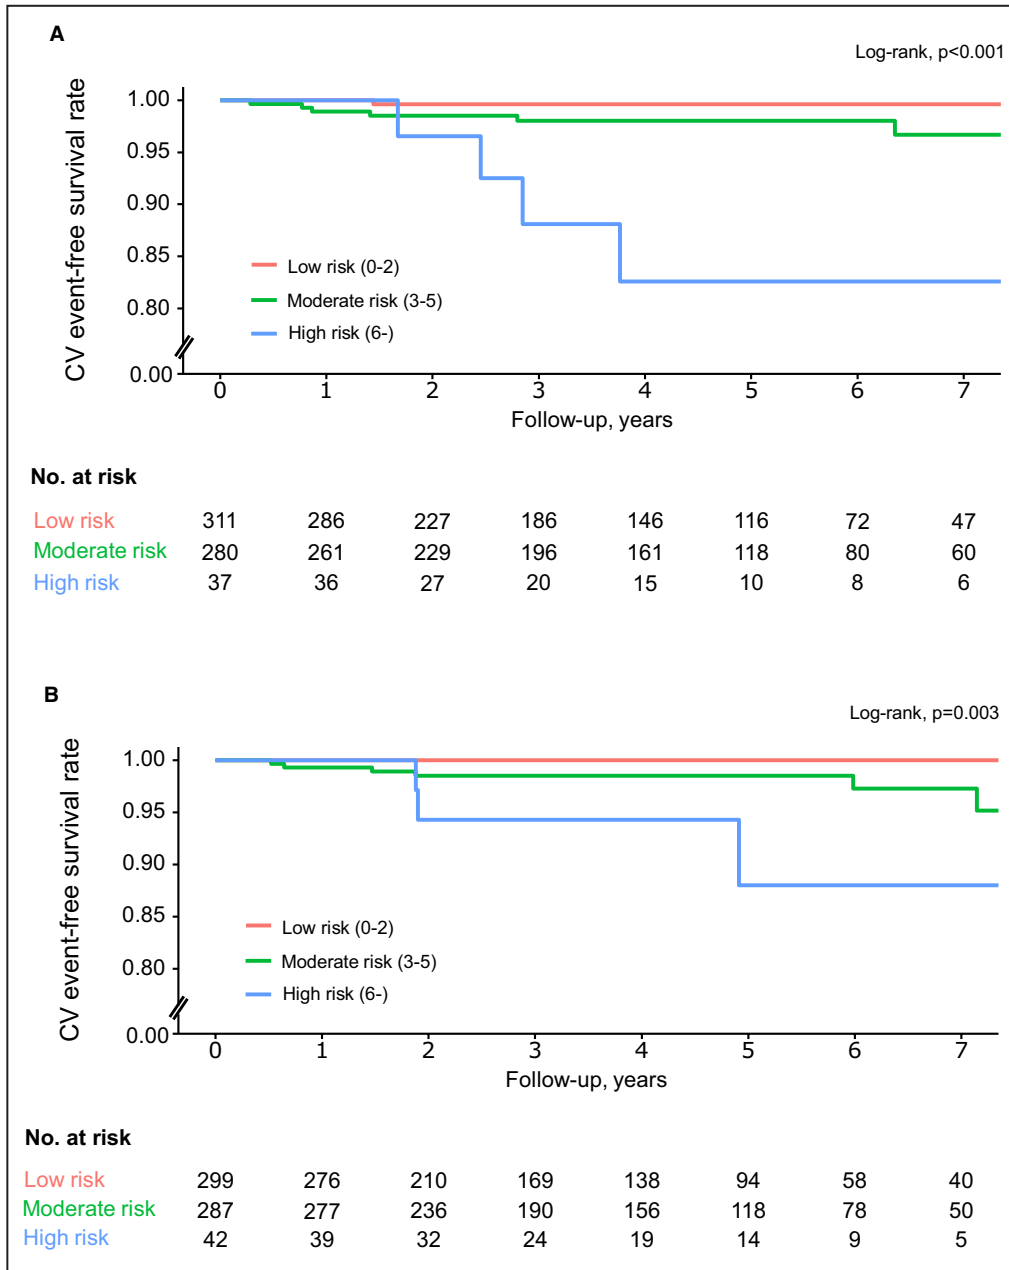 A
Log-rank, p<0.001
CV event-free survival rate
1.00
0.95
0.90
0.85
0.80
0.00
Low risk (0-2)
Moderate risk (3-5)
High risk (6-)
0 1 2 3 4 5 6 7
Follow-up, years
No. at risk
Low risk 311 286 227 186 146 116 72 47
Moderate risk 280 261 229 196 161 118 80 60
High risk 37 36 27 20 15 10 8 6
B
Log-rank, p=0.003
CV event-free survival rate
1.00
0.95
0.90
0.85
0.80
0.00
Low risk (0-2)
Moderate risk (3-5)
High risk (6-)
0 1 2 3 4 5 6 7
Follow-up, years
No. at risk
Low risk 299 276 210 169 138 94 58 40
Moderate risk 287 277 236 190 156 118 78 50
High risk 42 39 32 24 19 14 9 5